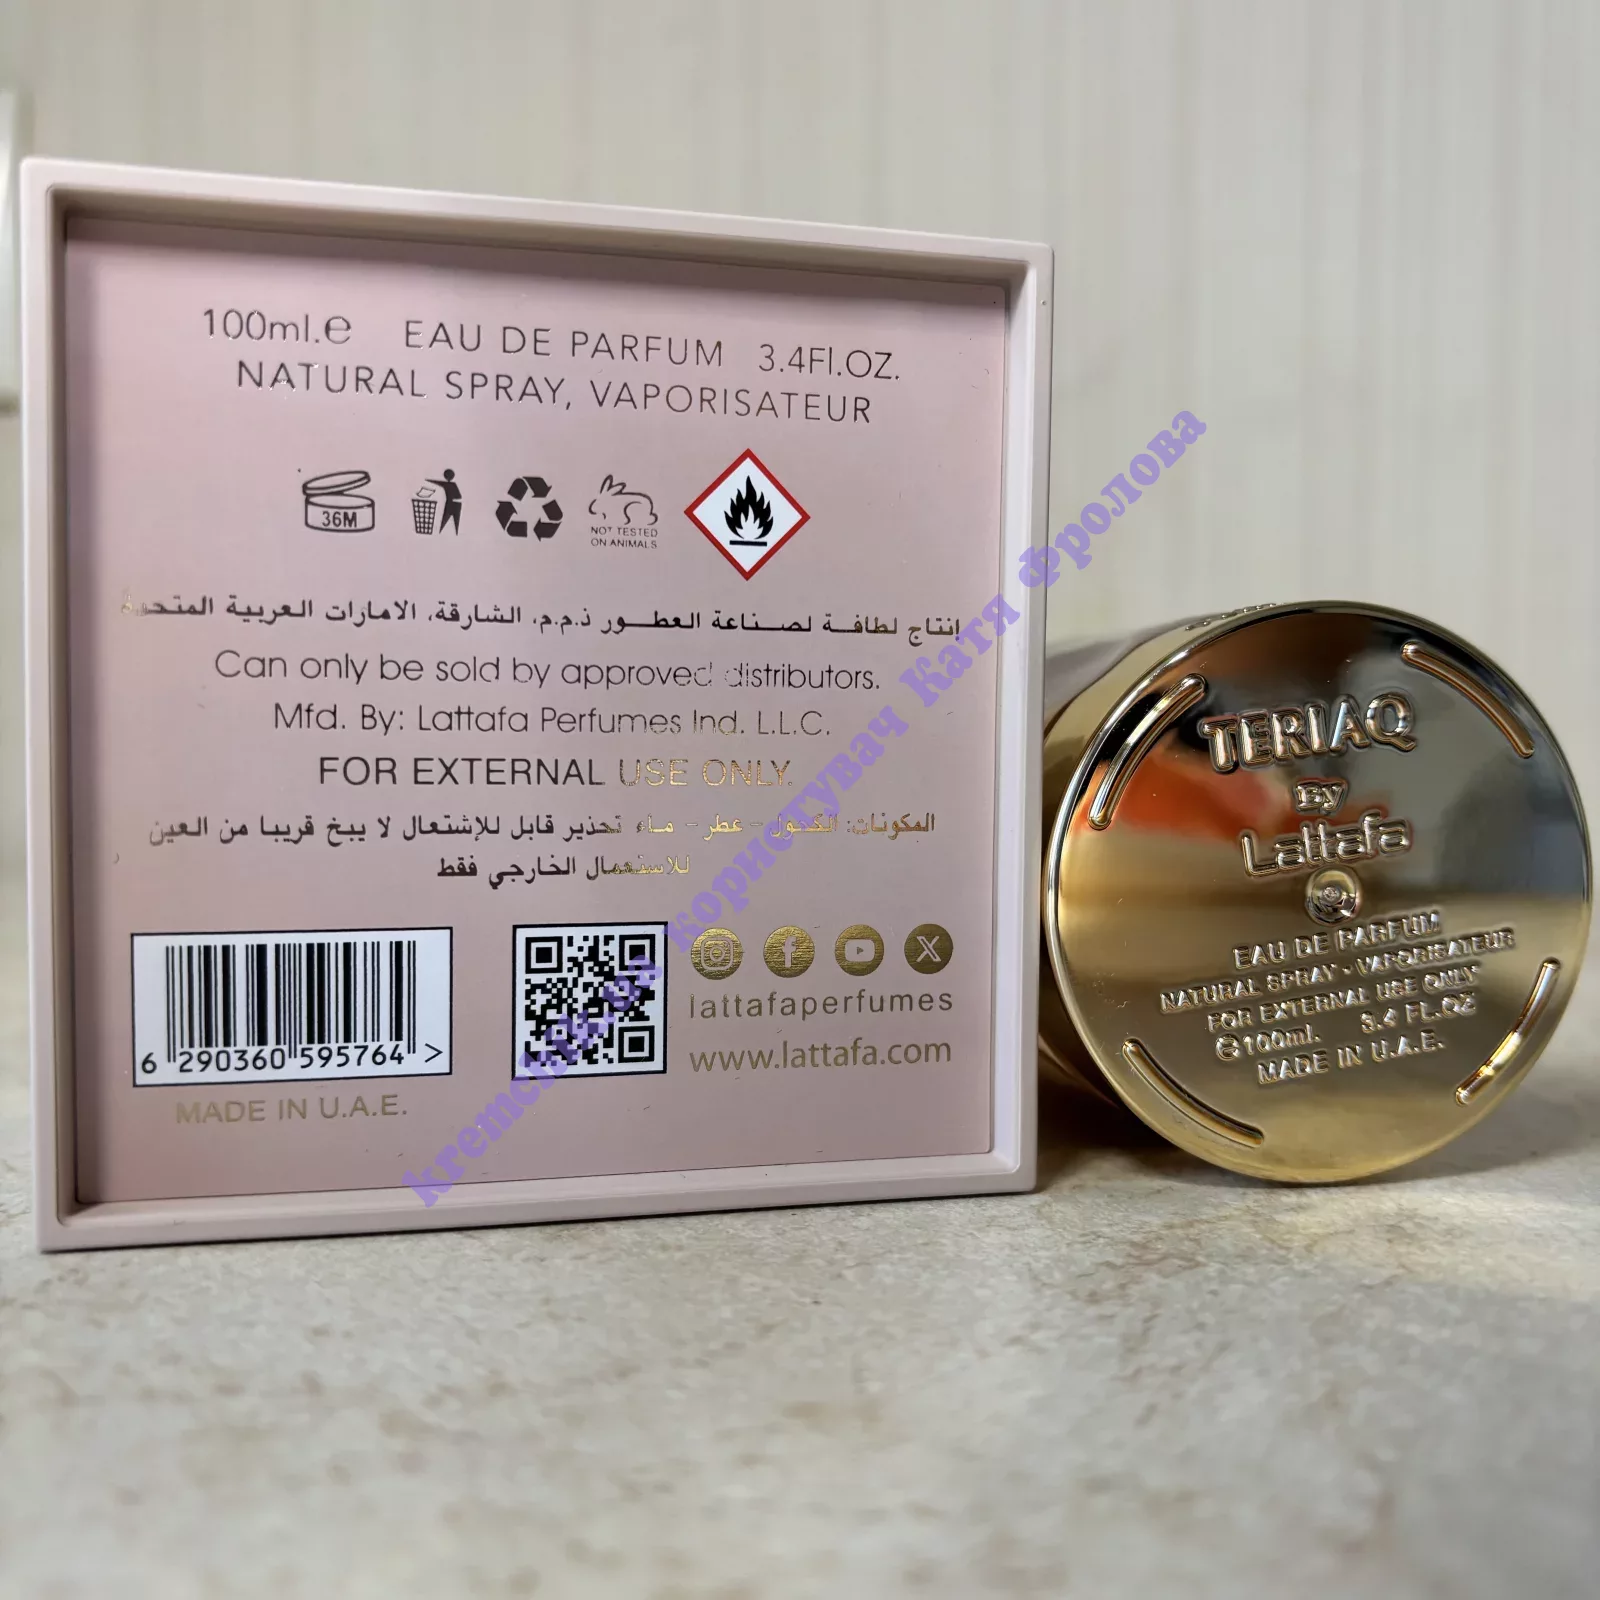 100ml.e EAU DE PARFUM 3.4Fl.OZ.
NATURAL SPRAY, VAPORISATEUR
36M
NOT TESTED
ON ANIMALS
إنتاج لطافة لصناعة العطور ذ.م.م. الشارقة، الامارات العربية المتحدة
Can only be sold by approved distributors.
Mfd. By: Lattafa Perfumes Ind. L.L.C.
FOR EXTERNAL USE ONLY.
المكونات: الكحول - عطر - ماء تحذير قابل للإشتعال لا يبخ قريبا من العين
للاستعمال الخارجي فقط
6 290360 595764 >
MADE IN U.A.E.
lattafaperfumes
www.lattafa.com
TERIAQ
By
Lattafa
EAU DE PARFUM
NATURAL SPRAY - VAPORISATEUR
FOR EXTERNAL USE ONLY
e100ml. 3.4 FL.OZ
MADE IN U.A.E.
kremchik.ua користувач Катя Фролова